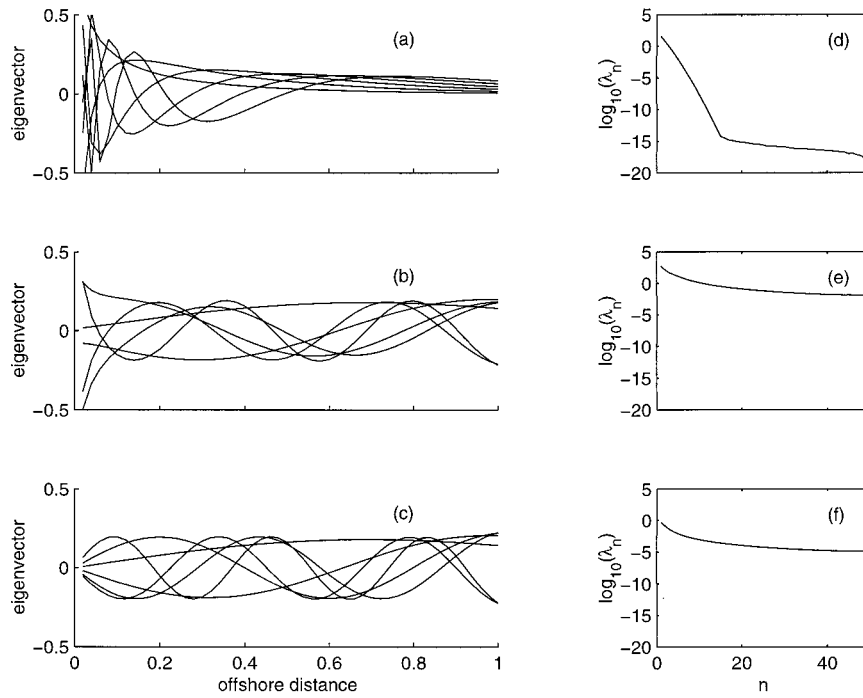 0.5
0
−0.5
eigenvector
(a)
5
0
−5
−10
−15
−20
log10(λn)
(d)
0.5
0
−0.5
eigenvector
(b)
5
0
−5
−10
−15
−20
log10(λn)
(e)
0.5
0
−0.5
eigenvector
(c)
0 0.2 0.4 0.6 0.8 1
offshore distance
5
0
−5
−10
−15
−20
log10(λn)
(f)
0 20 40
n